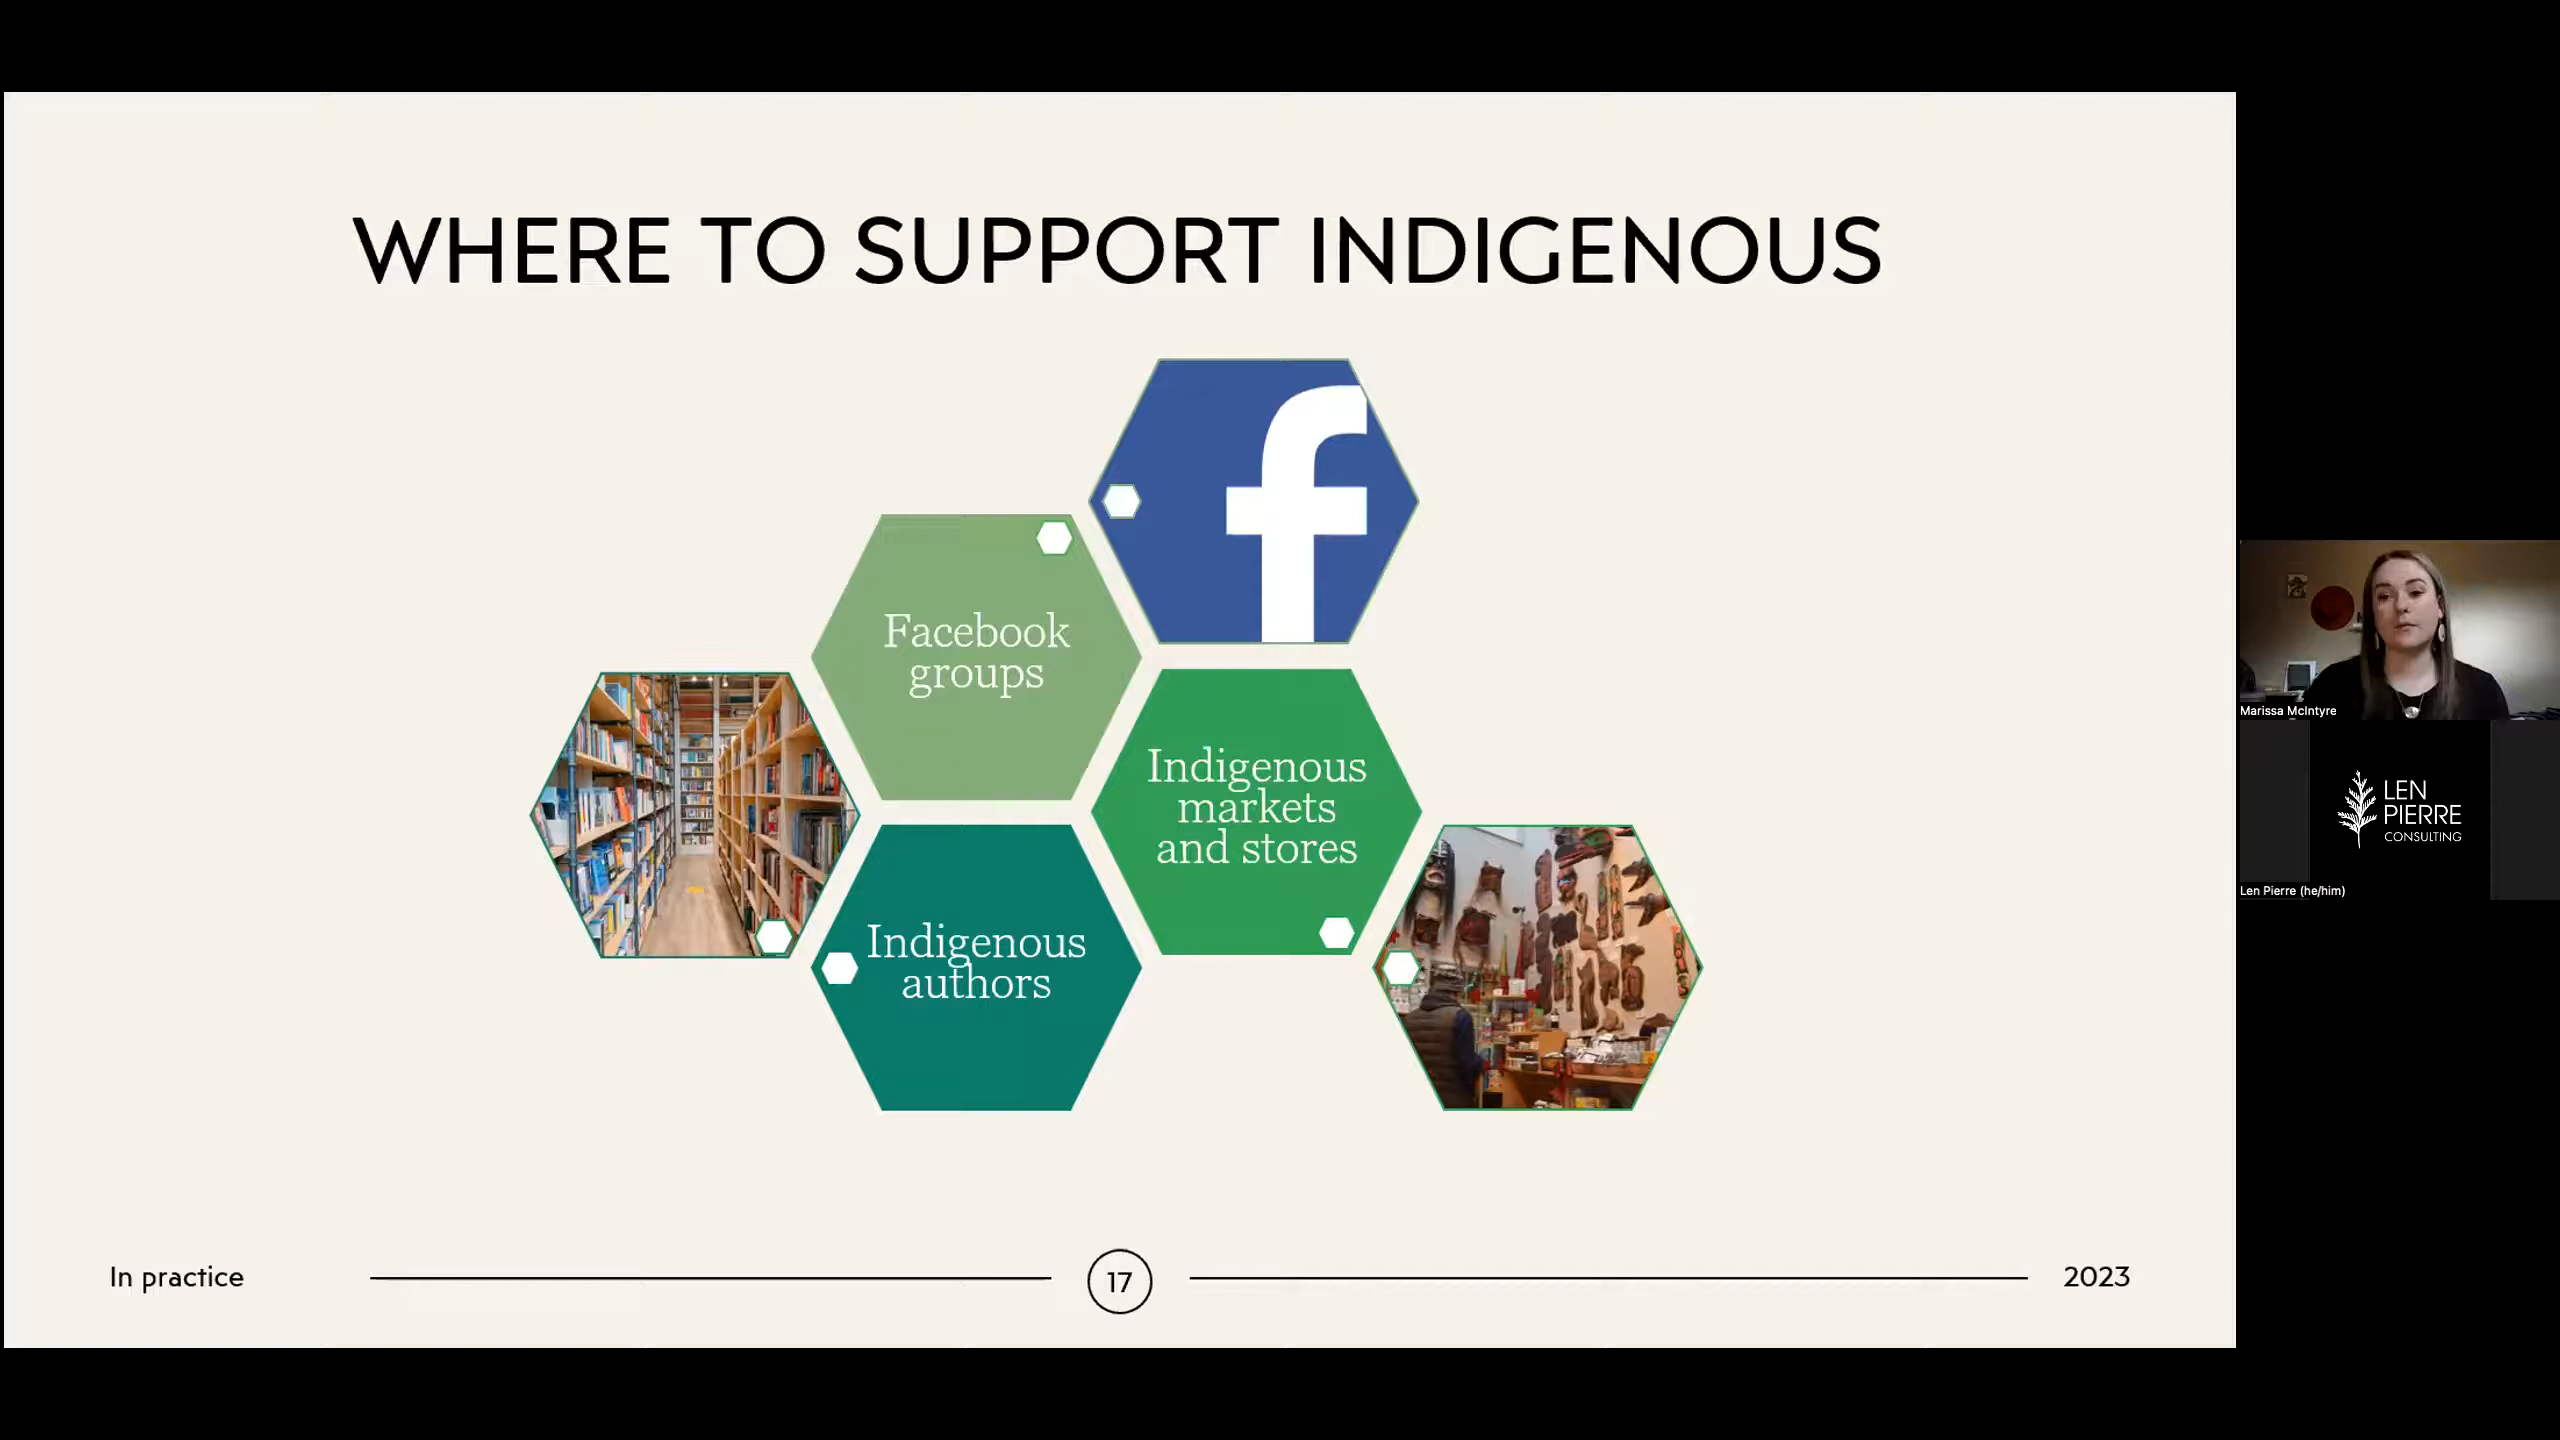 WHERE TO SUPPORT INDIGENOUS
f
Facebook
groups
Indigenous
markets
and stores
Indigenous
authors
In practice
17
2023
Marissa McIntyre
LEN
PIERRE
CONSULTING
Len Pierre (he/him)